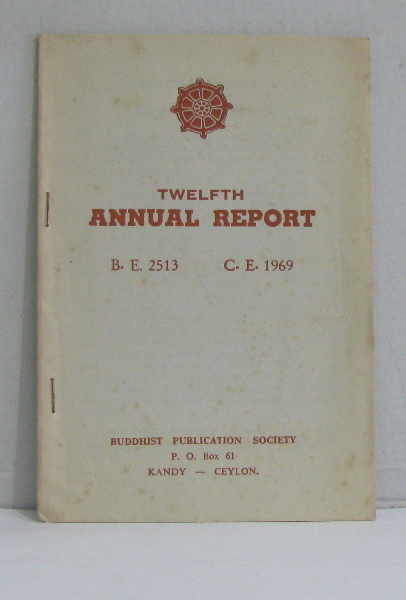 TWELFTH
ANNUAL REPORT
B. E. 2513 C. E. 1969
BUDDHIST PUBLICATION SOCIETY
P. O. Box 61
KANDY — CEYLON.